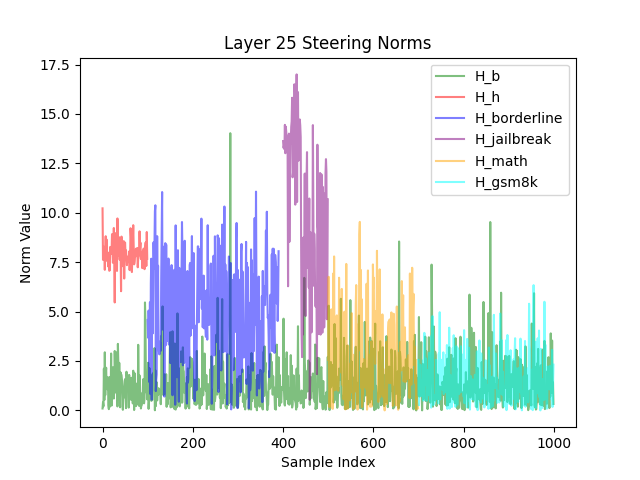 Layer 25 Steering Norms
17.5
15.0
12.5
10.0
7.5
5.0
2.5
0.0
Norm Value
H_b
H_h
H_borderline
H_jailbreak
H_math
H_gsm8k
0
200
400
600
800
1000
Sample Index